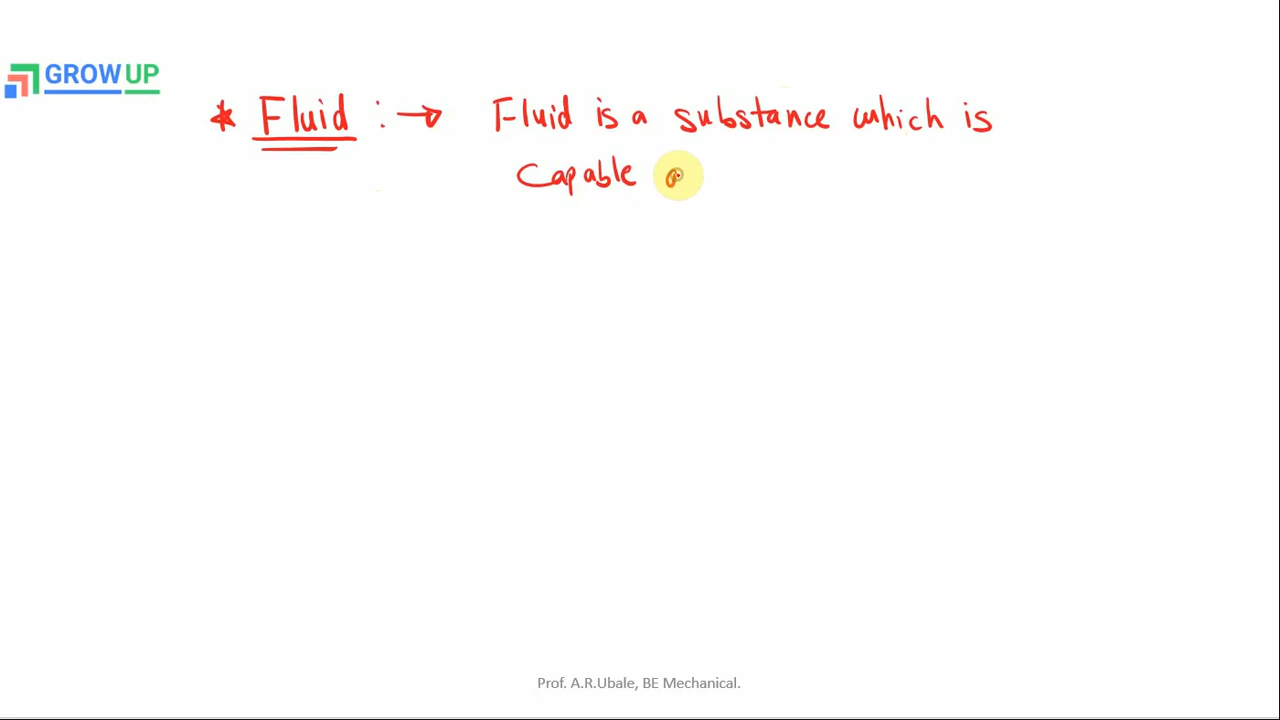 GROW UP
* Fluid : → Fluid is a substance which is
capable o
Prof. A.R.Ubale, BE Mechanical.